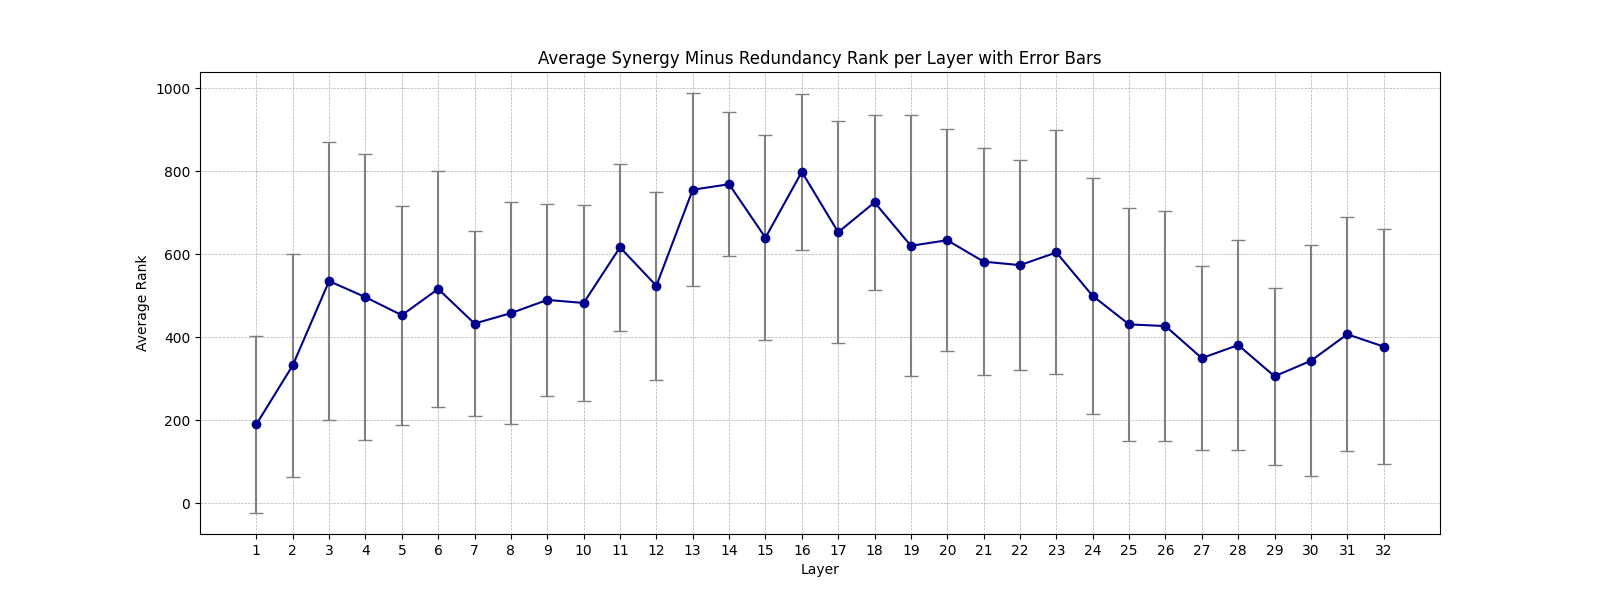 Average Synergy Minus Redundancy Rank per Layer with Error Bars
1000
800
600
400
200
0
Average Rank
1 2 3 4 5 6 7 8 9 10 11 12 13 14 15 16 17 18 19 20 21 22 23 24 25 26 27 28 29 30 31 32
Layer